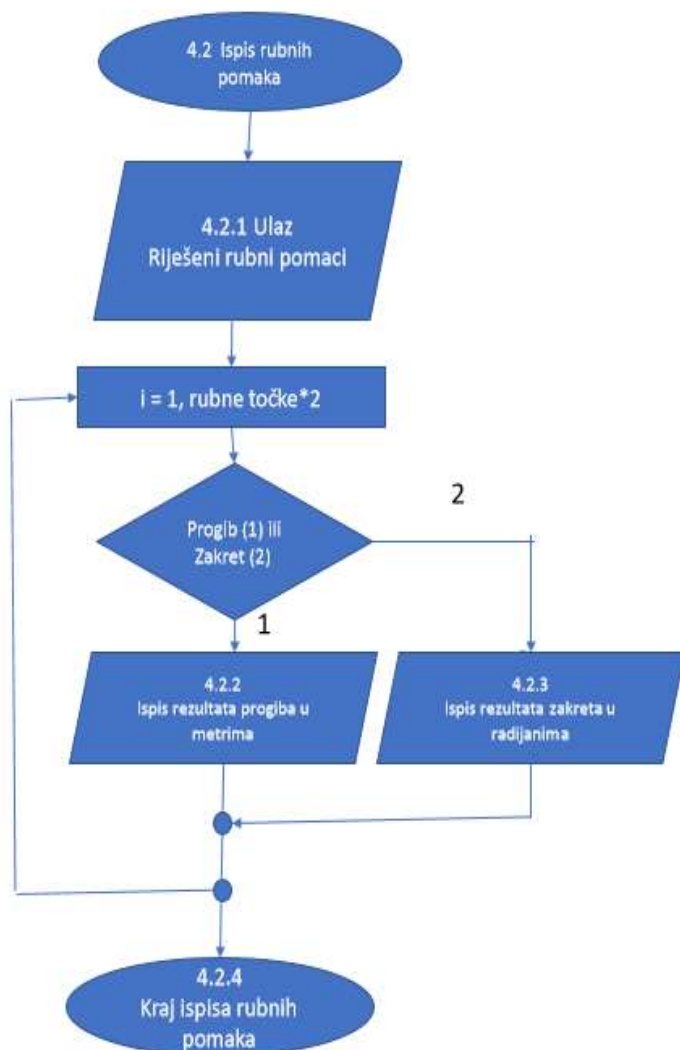 4.2 Ispis rubnih
pomaka
4.2.1 Ulaz
Riješeni rubni pomaci
i = 1, rubne točke*2
2
Progib (1) ili
Zakret (2)
1
4.2.2
Ispis rezultata progiba u
metrima
4.2.3
Ispis rezultata zakreta u
radijanima
4.2.4
Kraj ispisa rubnih
pomaka